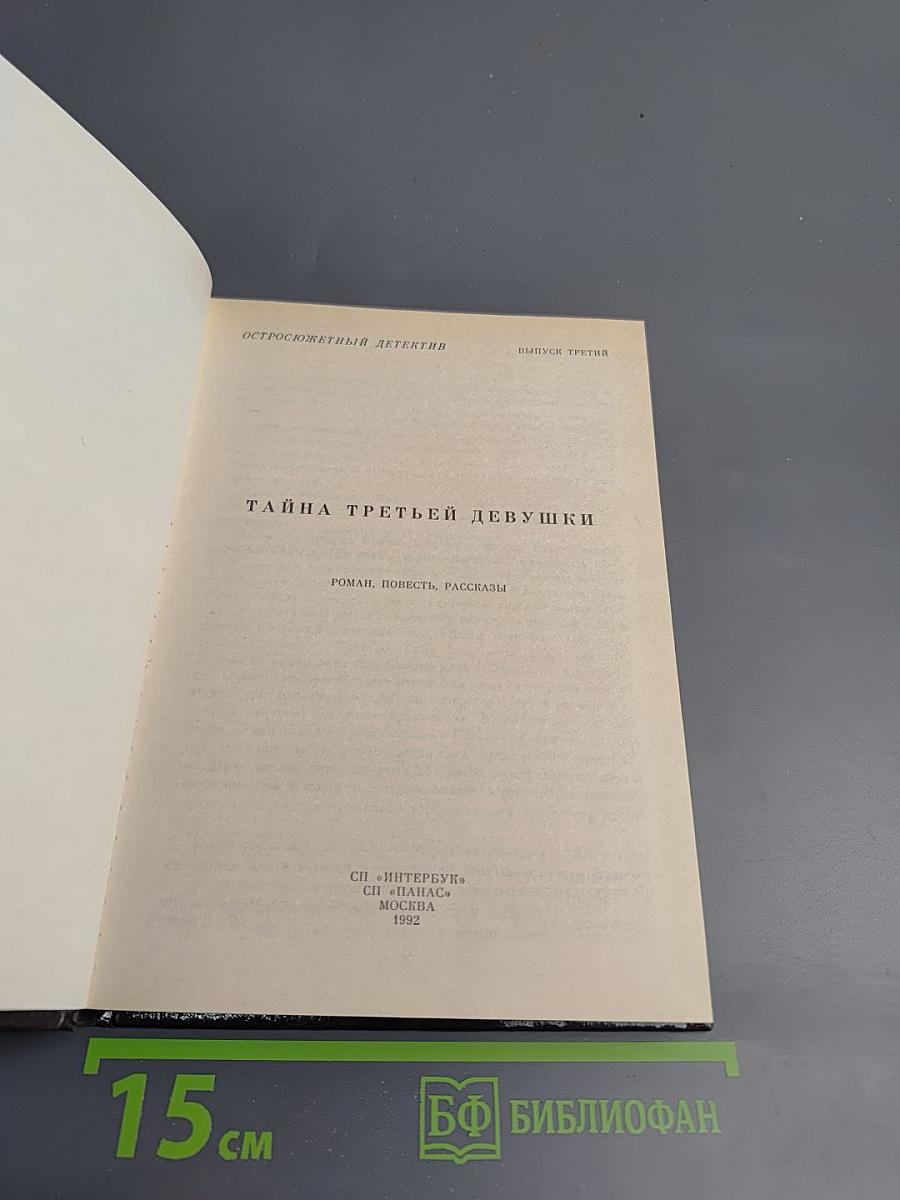 ОСТРОСЮЖЕТНЫЙ ДЕТЕКТИВ
ВЫПУСК ТРЕТИЙ
ТАЙНА ТРЕТЬЕЙ ДЕВУШКИ
РОМАН, ПОВЕСТЬ, РАССКАЗЫ
СП «ИНТЕРБУК»
СП «ПАНАС»
МОСКВА
1992
15 СМ
БФ БИБЛИОФАН